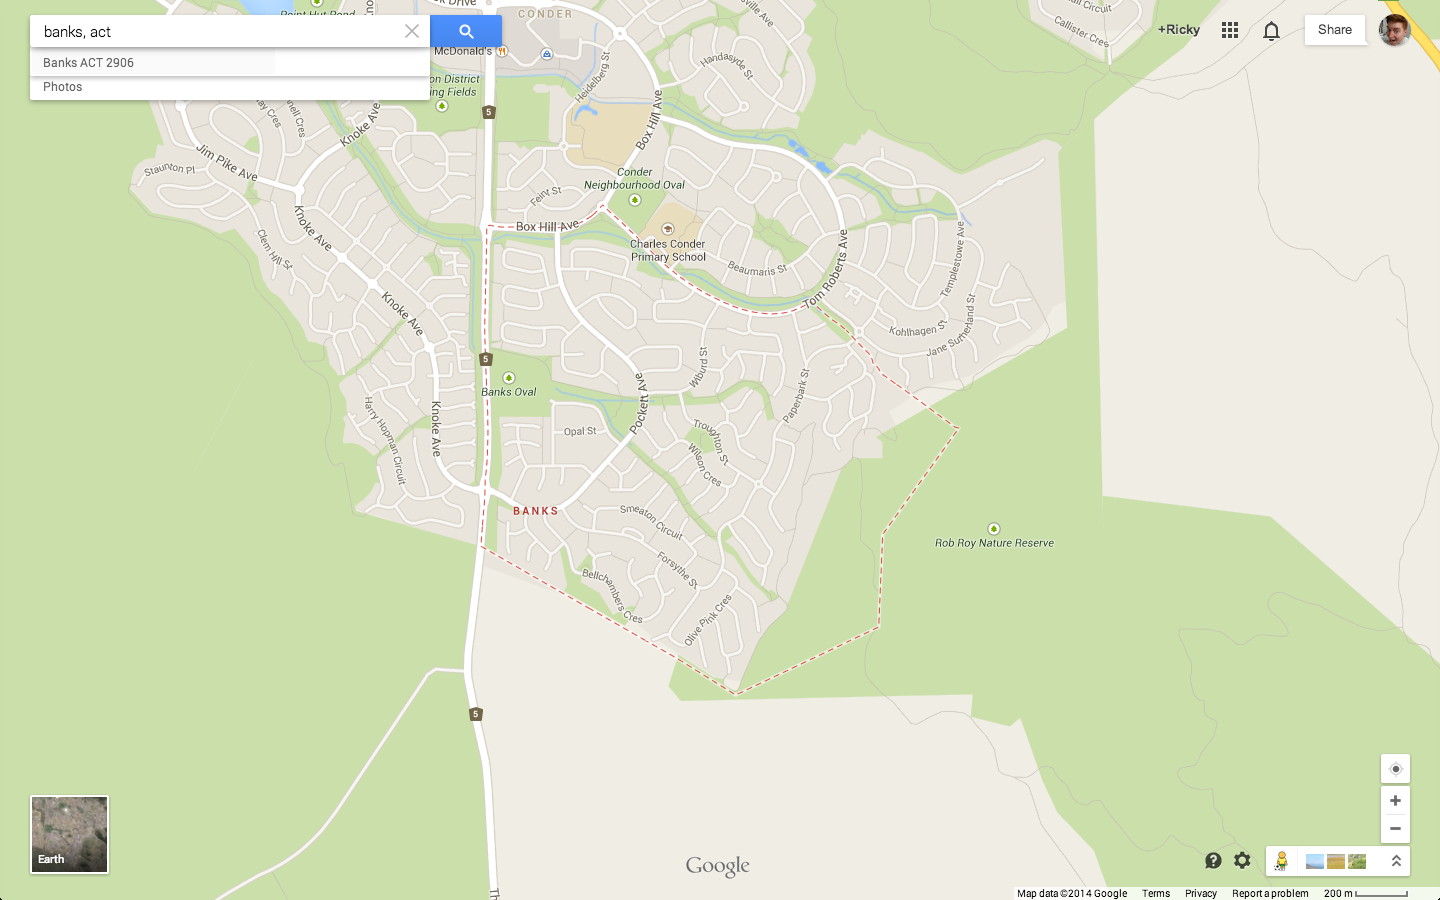 banks, act
Banks ACT 2906
Photos
+Ricky
Share
CONDER
McDonald's
Handasyde St
Callister Cres
Heidelberg St
Box Hill Ave
5
Knoke Ave
Jim Pike Ave
Staunton Pl
Conder
Neighbourhood Oval
Feint St
Knoke Ave
Box Hill Ave
Clem Hill St
Charles Conder
Primary School
Beaumaris St
Tom Roberts Ave
Templestowe Ave
Knoke Ave
Kohlhagen St
Jane Sutherland St
5
Banks Oval
Wilburd St
Paperbark St
Pockett Ave
Harry Hopman Circuit
Knoke Ave
Opal St
Troughton St
Wilson Cres
BANKS
Smeaton Circuit
Rob Roy Nature Reserve
Forsythe St
Bellchambers Cres
Olive Pink Cres
5
Earth
Google
Map data ©2014 Google
Terms
Privacy
Report a problem
200 m